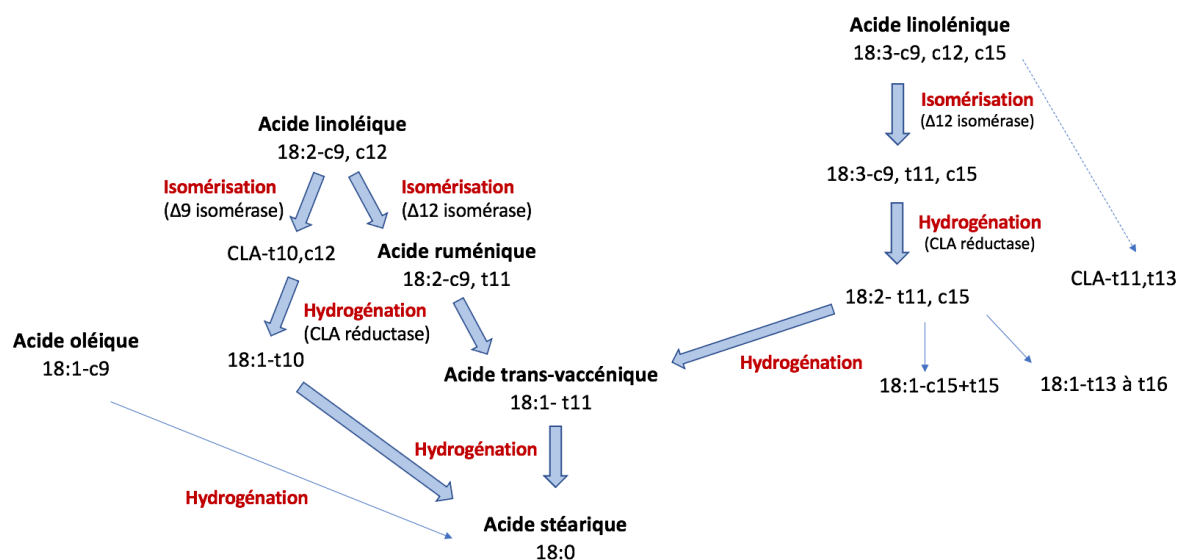 Acide linolénique
18:3-c9, c12, c15
Isomérisation
(Δ12 isomérase)
Acide linoléique
18:2-c9, c12
18:3-c9, t11, c15
Isomérisation
(Δ9 isomérase)
Isomérisation
(Δ12 isomérase)
Hydrogénation
(CLA réductase)
CLA-t10,c12
Acide ruménique
18:2-c9, t11
CLA-t11,t13
18:2- t11, c15
Hydrogénation
(CLA réductase)
Acide oléique
18:1-c9
18:1-t10
Hydrogénation
Acide trans-vaccénique
18:1- t11
18:1-c15+t15
18:1-t13 à t16
Hydrogénation
Hydrogénation
Acide stéarique
18:0